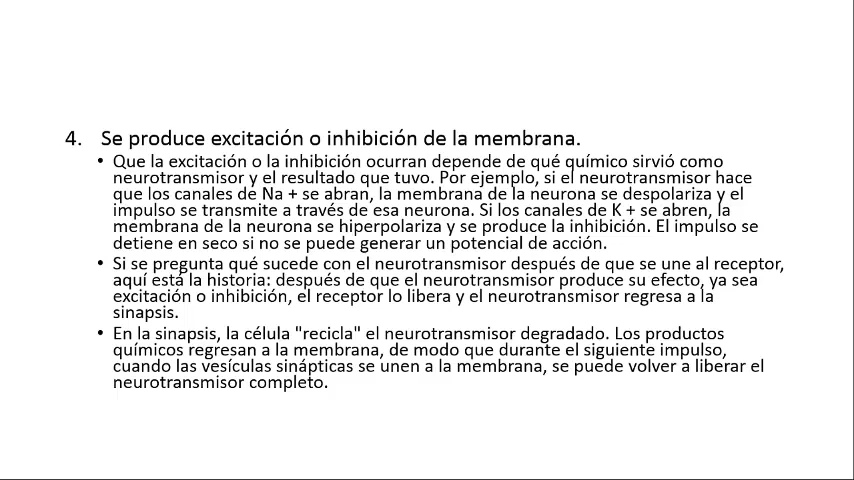 4. Se produce excitación o inhibición de la membrana.
• Que la excitación o la inhibición ocurran depende de qué químico sirvió como
neurotransmisor y el resultado que tuvo. Por ejemplo, si el neurotransmisor hace
que los canales de Na + se abran, la membrana de la neurona se despolariza y el
impulso se transmite a través de esa neurona. Si los canales de K + se abren, la
membrana de la neurona se hiperpolariza y se produce la inhibición. El impulso se
detiene en seco si no se puede generar un potencial de acción.
• Si se pregunta qué sucede con el neurotransmisor después de que se une al receptor,
aquí está la historia: después de que el neurotransmisor produce su efecto, ya sea
excitación o inhibición, el receptor lo libera y el neurotransmisor regresa a la
sinapsis.
• En la sinapsis, la célula "recicla" el neurotransmisor degradado. Los productos
químicos regresan a la membrana, de modo que durante el siguiente impulso,
cuando las vesículas sinápticas se unen a la membrana, se puede volver a liberar el
neurotransmisor completo.